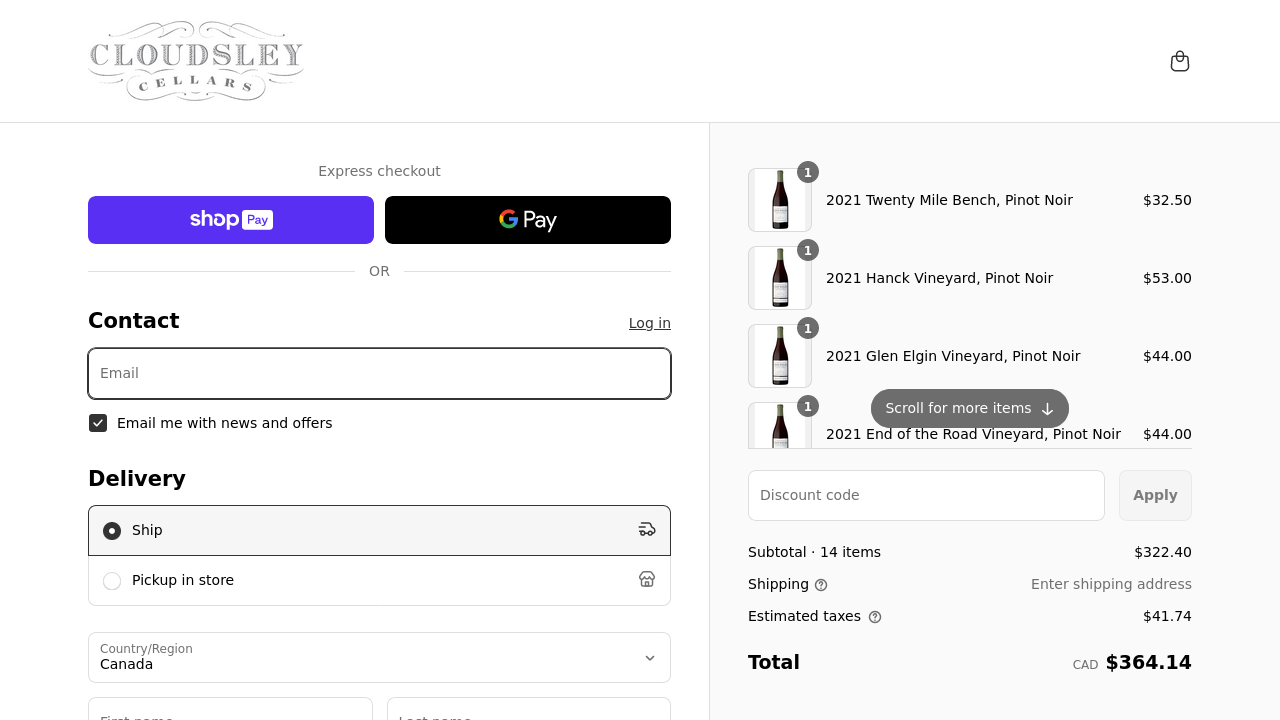 CLOUDSLEY
CELLARS
Express checkout
shop Pay
G Pay
OR
Contact
Log in
Email
Email me with news and offers
Delivery
Ship
Pickup in store
Country/Region
Canada
First name
Last name
1
2021 Twenty Mile Bench, Pinot Noir
$32.50
1
2021 Hanck Vineyard, Pinot Noir
$53.00
1
2021 Glen Elgin Vineyard, Pinot Noir
$44.00
Scroll for more items
1
2021 End of the Road Vineyard, Pinot Noir
$44.00
Discount code
Apply
Subtotal · 14 items
$322.40
Shipping
Enter shipping address
Estimated taxes
$41.74
Total
CAD $364.14